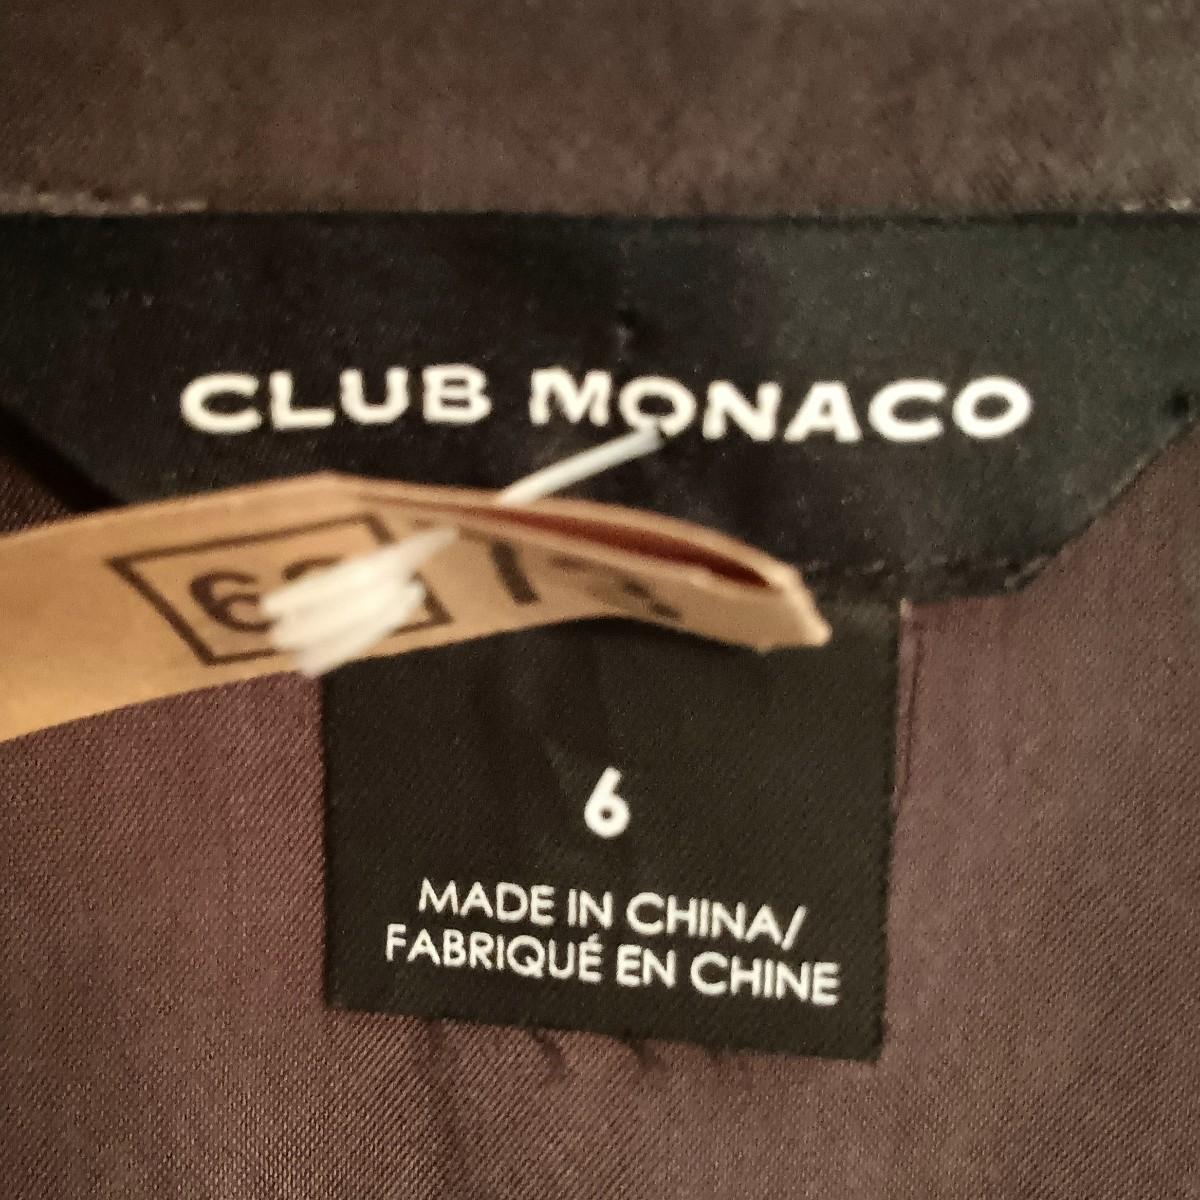 CLUB MONACO
6
MADE IN CHINA/
FABRIQUÉ EN CHINE